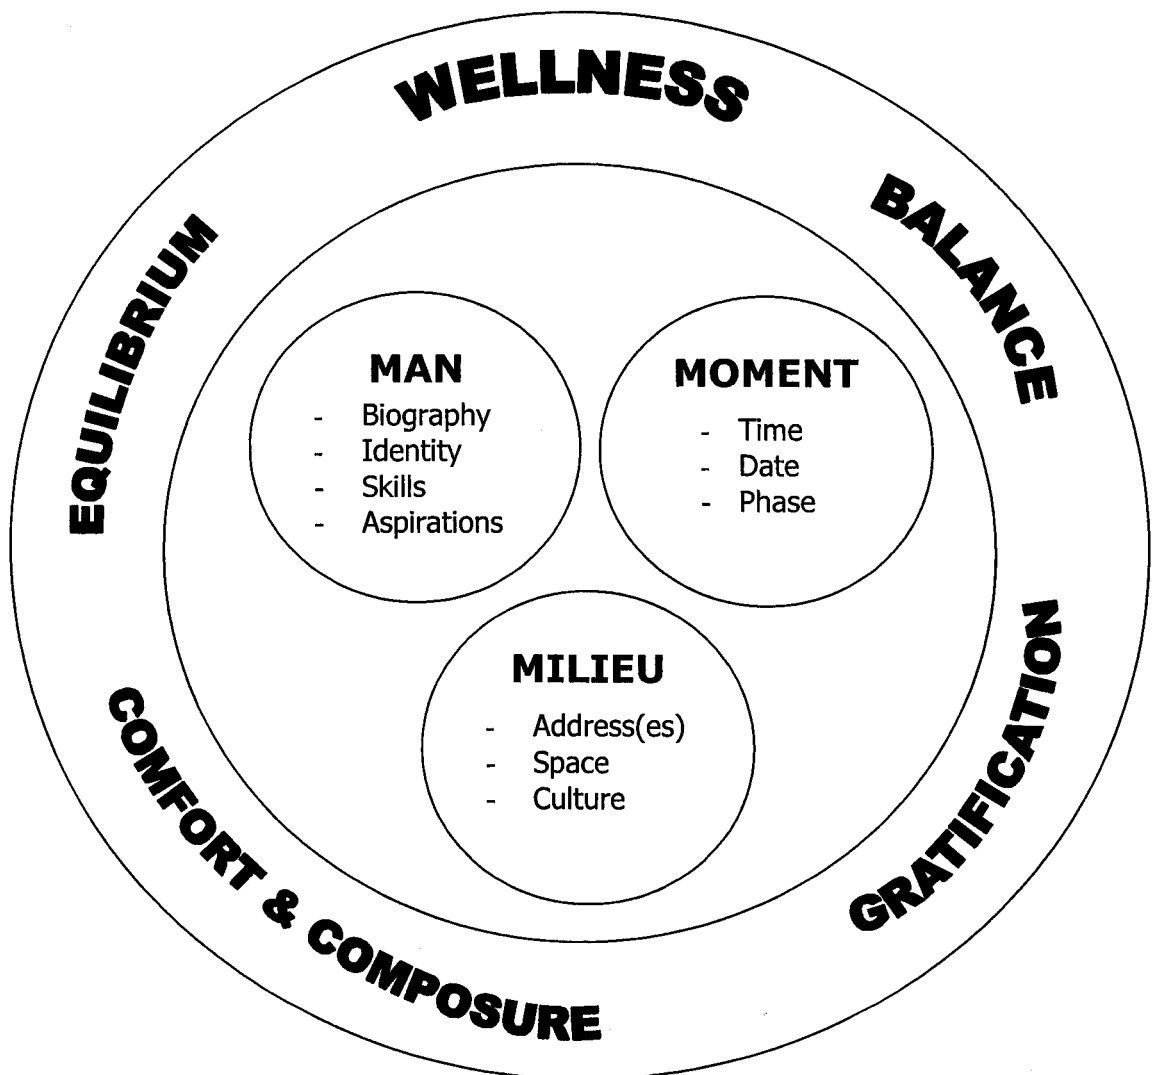 WELLNESS
BALANCE
EQUILIBRIUM
MAN
- Biography
- Identity
- Skills
- Aspirations
MOMENT
- Time
- Date
- Phase
MILIEU
- Address(es)
- Space
- Culture
GRATIFICATION
COMFORT & COMPOSURE